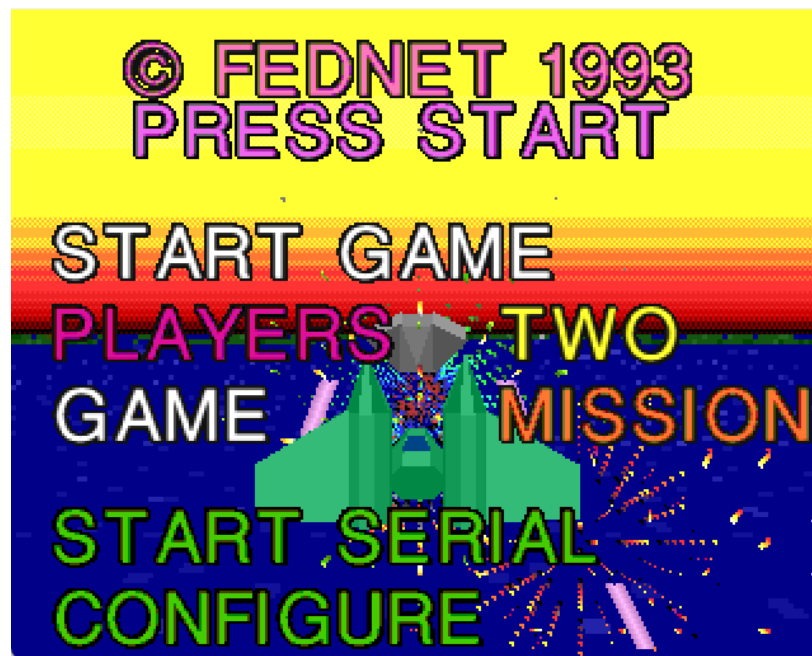 © FEDNET 1993
PRESS START
START GAME
PLAYERS TWO
GAME MISSION
START SERIAL
CONFIGURE